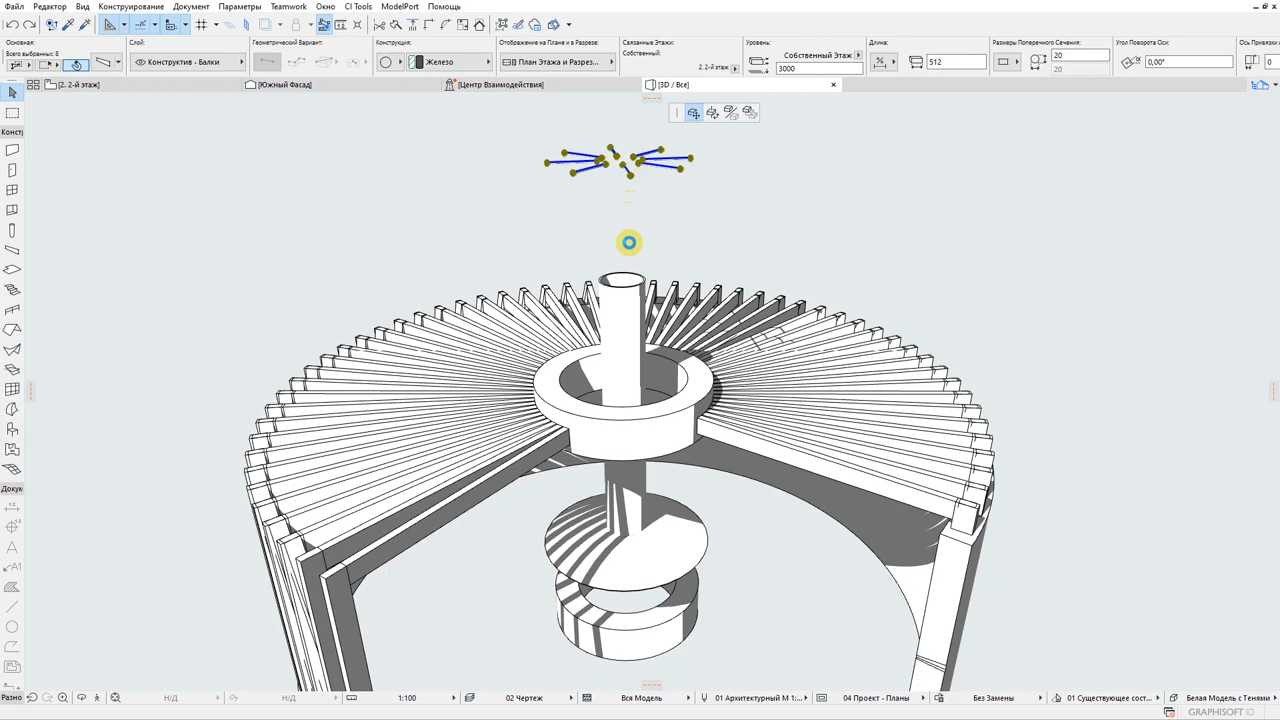 Файл Редактор Вид Конструирование Документ Параметры Teamwork Окно CI Tools ModelPort Помощь
Основная: Слой: Геометрический Вариант: Конструкция: Отображение на Плане и в Разрезе: Связанные Этажи: Уровень: Длина: Размеры Поперечного Сечения: Угол Поворота Оси: Ось Привязки
Всего выбранных: 8 Собственный: Собственный Этаж 20
Конструктив - Балки Железо План Этажа и Разрез... 2. 2-й этаж 3000 512 20 0,00° 0
[2. 2-й этаж] [Южный Фасад] [Центр Взаимодействия] [3D / Все]
Конст
Докум
Разно Н/Д Н/Д 1:100 02 Чертеж Вся Модель 01 Архитектурный М 1:... 04 Проект - Планы Без Замены 01 Существующее сост... Белая Модель с Тенями
GRAPHISOFT ID